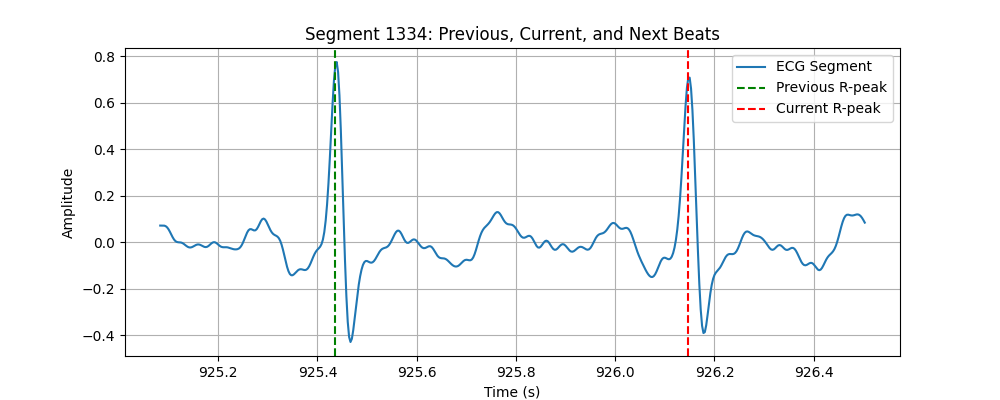 Segment 1334: Previous, Current, and Next Beats
0.8
0.6
0.4
0.2
0.0
−0.2
−0.4
Amplitude
ECG Segment
Previous R-peak
Current R-peak
925.2 925.4 925.6 925.8 926.0 926.2 926.4
Time (s)